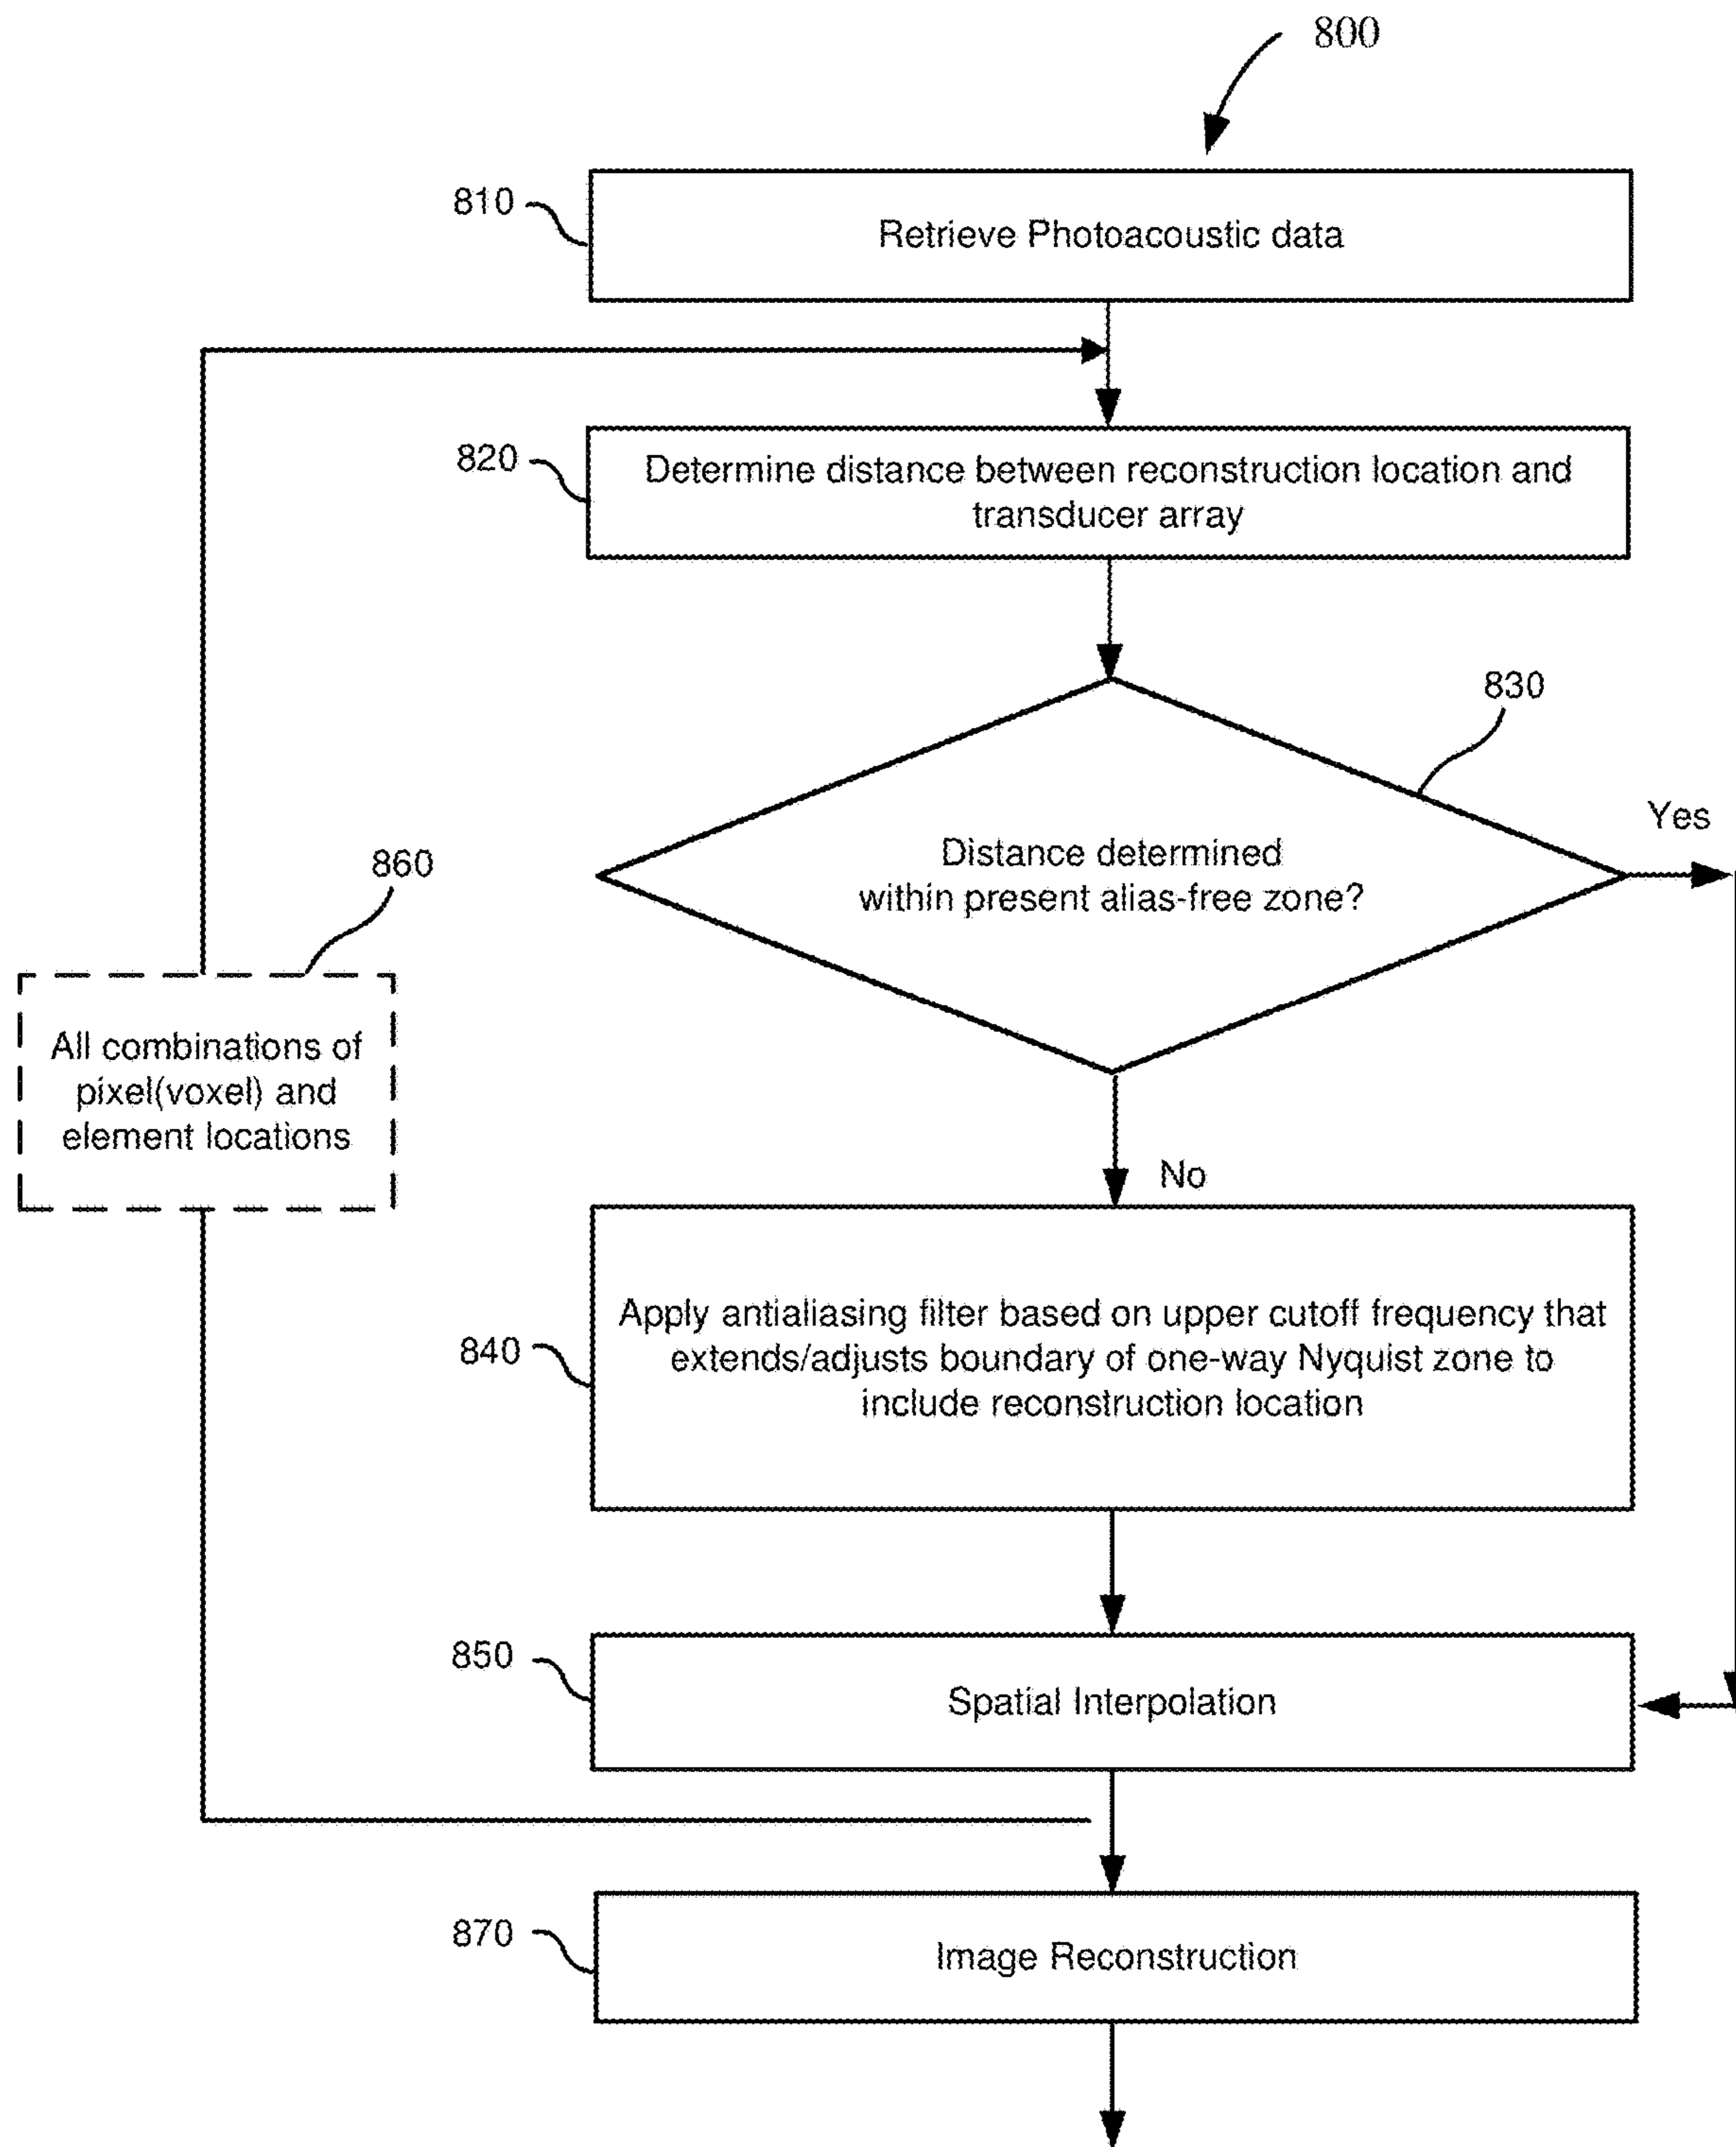 800
810
Retrieve Photoacoustic data
820
Determine distance between reconstruction location and
transducer array
830
Yes
Distance determined
within present alias-free zone?
860
All combinations of
pixel(voxel) and
element locations
No
840
Apply antialiasing filter based on upper cutoff frequency that
extends/adjusts boundary of one-way Nyquist zone to
include reconstruction location
850
Spatial Interpolation
870
Image Reconstruction